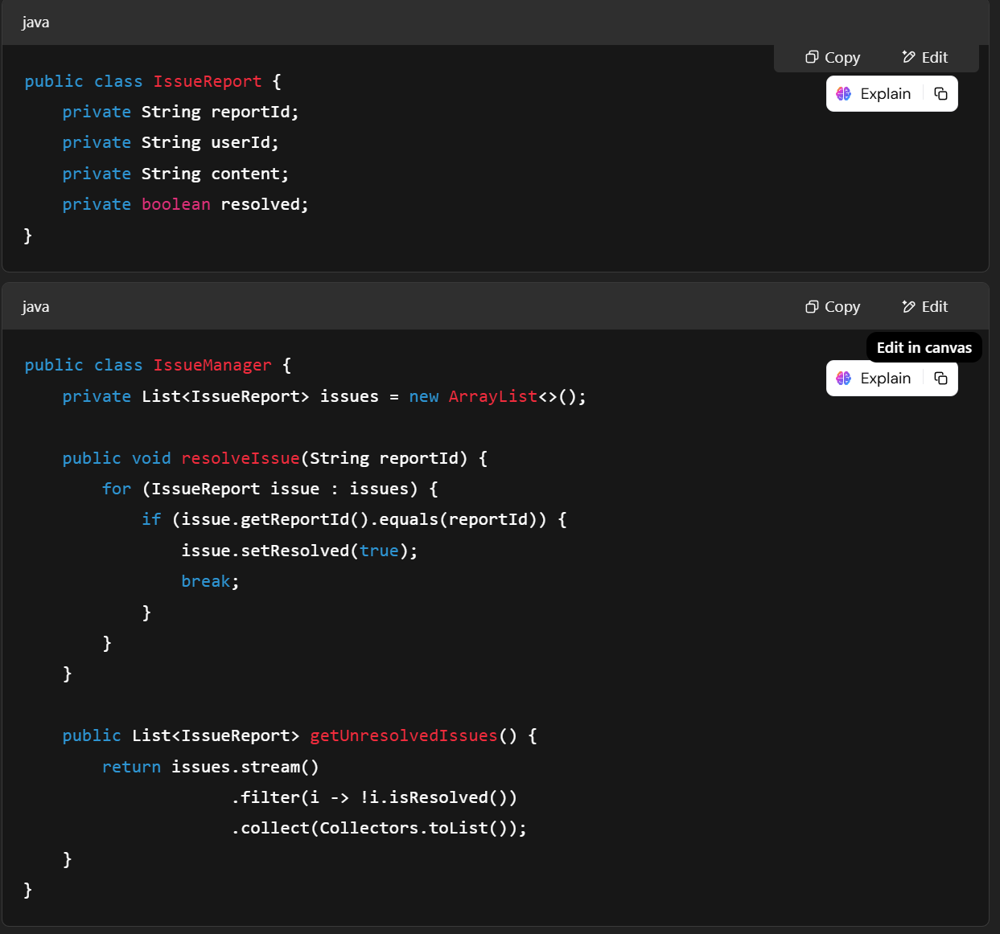 java
Copy Edit
public class IssueReport {
Explain
    private String reportId;
    private String userId;
    private String content;
    private boolean resolved;
}
java
Copy Edit
Edit in canvas
public class IssueManager {
Explain
    private List<IssueReport> issues = new ArrayList<>();
    public void resolveIssue(String reportId) {
        for (IssueReport issue : issues) {
            if (issue.getReportId().equals(reportId)) {
                issue.setResolved(true);
                break;
            }
        }
    }
    public List<IssueReport> getUnresolvedIssues() {
        return issues.stream()
                     .filter(i -> !i.isResolved())
                     .collect(Collectors.toList());
    }
}